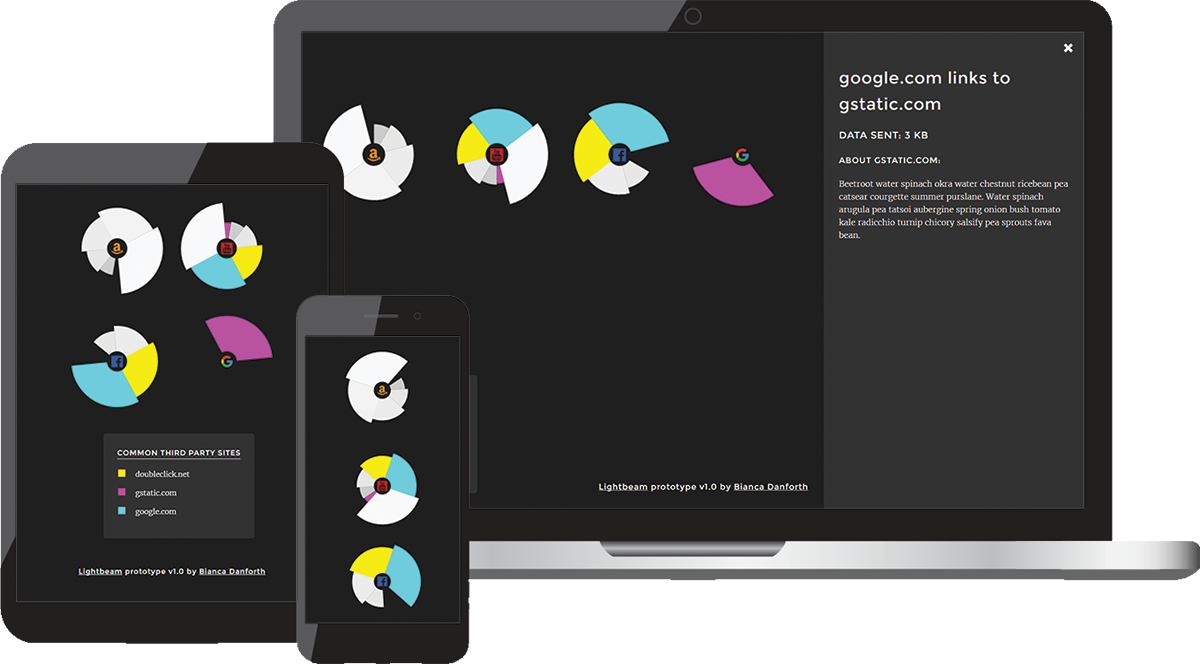 google.com links to
gstatic.com
DATA SENT: 3 KB
ABOUT GSTATIC.COM:
Beetroot water spinach okra water chestnut ricebean pea
catsear courgette summer purslane. Water spinach
arugula pea tatsoi aubergine spring onion bush tomato
kale radicchio turnip chicory salsify pea sprouts fava
bean.
Lightbeam prototype v1.0 by Bianca Danforth
COMMON THIRD PARTY SITES
doubleclick.net
gstatic.com
google.com
Lightbeam prototype v1.0 by Bianca Danforth